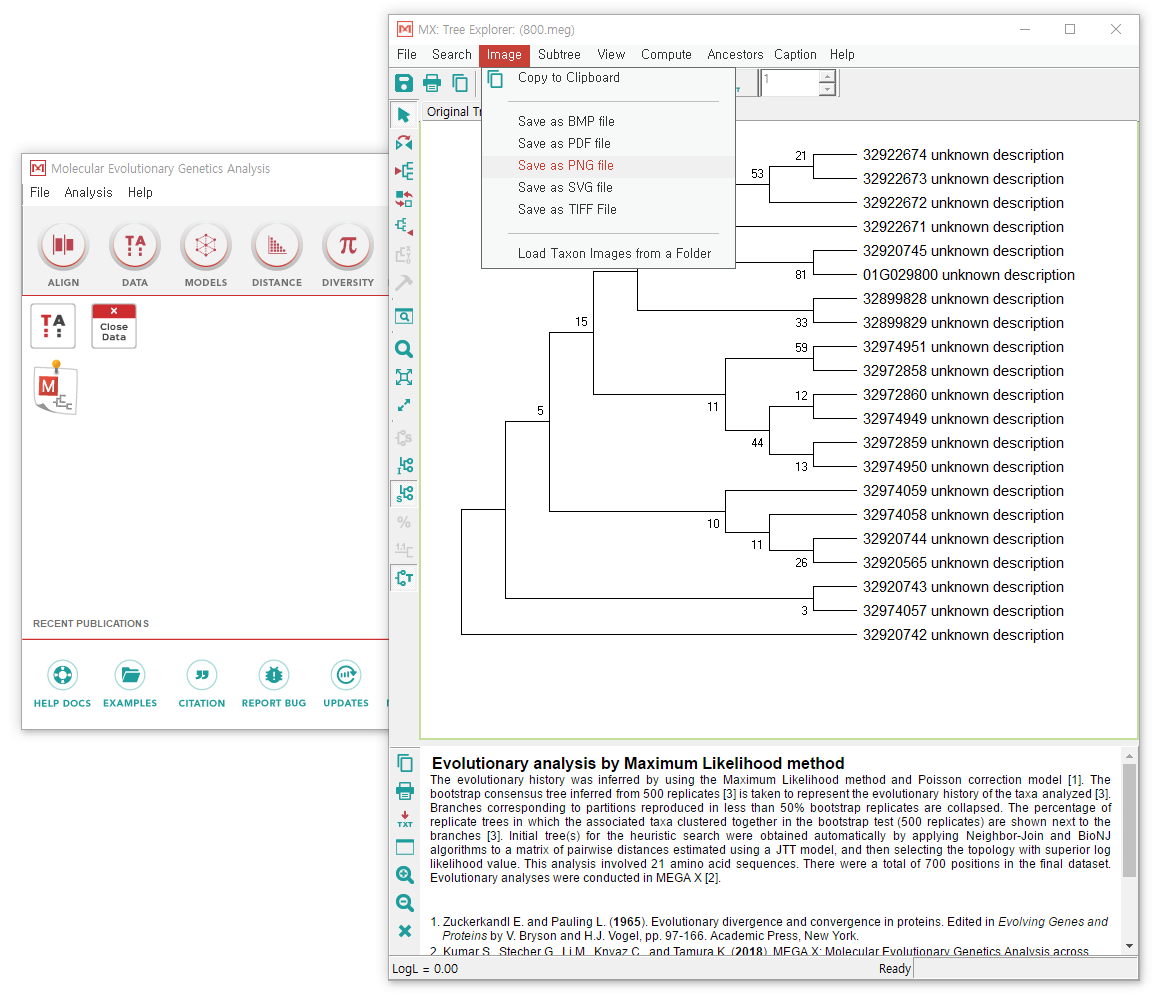 MX: Tree Explorer: (800.meg)
File Search Image Subtree View Compute Ancestors Caption Help
Copy to Clipboard
1
Original Tr
Save as BMP file
Save as PDF file
Save as PNG file
Save as SVG file
Save as TIFF File
Load Taxon Images from a Folder
Molecular Evolutionary Genetics Analysis
File Analysis Help
TA
π
ALIGN DATA MODELS DISTANCE DIVERSITY
TA
Close
Data
M
RECENT PUBLICATIONS
HELP DOCS EXAMPLES CITATION REPORT BUG UPDATES
21
32922674 unknown description
53
32922673 unknown description
32922672 unknown description
32922671 unknown description
32920745 unknown description
81
01G029800 unknown description
32899828 unknown description
15
33
32899829 unknown description
59
32974951 unknown description
32972858 unknown description
12
32972860 unknown description
5
11
32974949 unknown description
44
32972859 unknown description
13
32974950 unknown description
32974059 unknown description
10
32974058 unknown description
11
32920744 unknown description
26
32920565 unknown description
32920743 unknown description
3
32974057 unknown description
32920742 unknown description
S
I
S
%
1.1
T
TXT
Evolutionary analysis by Maximum Likelihood method
The evolutionary history was inferred by using the Maximum Likelihood method and Poisson correction model [1]. The
bootstrap consensus tree inferred from 500 replicates [3] is taken to represent the evolutionary history of the taxa analyzed [3].
Branches corresponding to partitions reproduced in less than 50% bootstrap replicates are collapsed. The percentage of
replicate trees in which the associated taxa clustered together in the bootstrap test (500 replicates) are shown next to the
branches [3]. Initial tree(s) for the heuristic search were obtained automatically by applying Neighbor-Join and BioNJ
algorithms to a matrix of pairwise distances estimated using a JTT model, and then selecting the topology with superior log
likelihood value. This analysis involved 21 amino acid sequences. There were a total of 700 positions in the final dataset.
Evolutionary analyses were conducted in MEGA X [2].
1. Zuckerkandl E. and Pauling L. (1965). Evolutionary divergence and convergence in proteins. Edited in Evolving Genes and
Proteins by V. Bryson and H.J. Vogel, pp. 97-166. Academic Press, New York.
2. Kumar S., Stecher G., Li M., Knyaz C., and Tamura K. (2018). MEGA X: Molecular Evolutionary Genetics Analysis across
LogL = 0.00
Ready